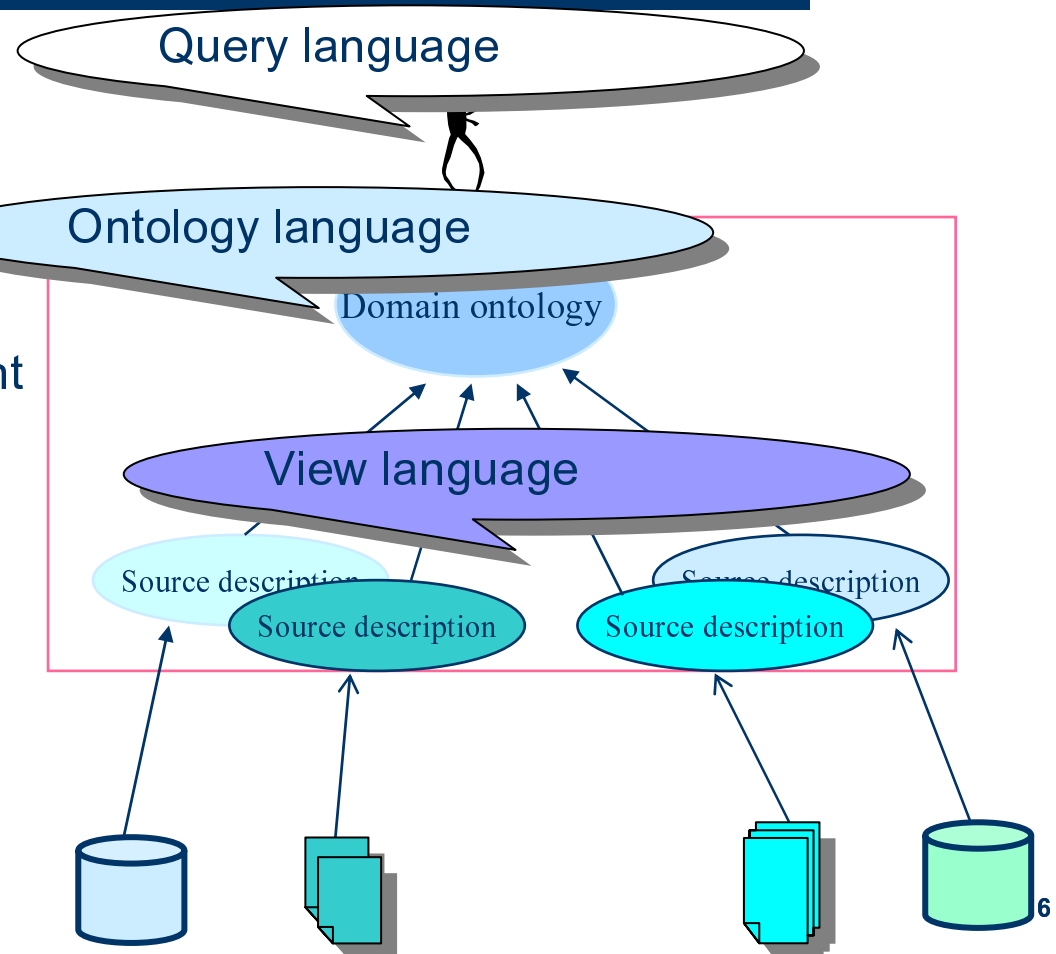 Query language
Ontology language
Domain ontology
nt
View language
Source description
Source description
Source description
Source description
6